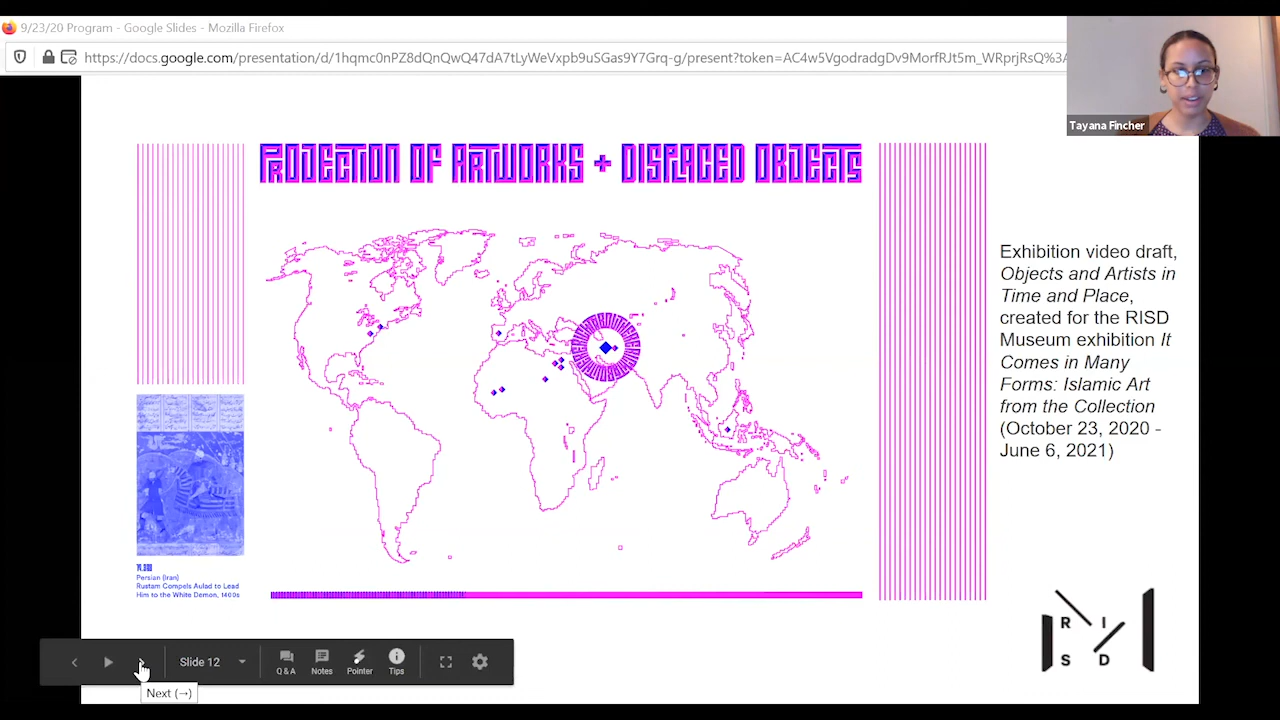 9/23/20 Program - Google Slides - Mozilla Firefox
https://docs.google.com/presentation/d/1hqmc0nPZ8dQnQwQ47dA7tLyWeVxpb9uSGas9Y7Grq-g/present?token=AC4w5VgodradgDv9MorfRJt5m_WRprjRsQ%3A
Tayana Fincher
PROJECTION OF ARTWORKS + DISPLACED OBJECTS
Exhibition video draft,
Objects and Artists in
Time and Place,
created for the RISD
Museum exhibition It
Comes in Many
Forms: Islamic Art
from the Collection
(October 23, 2020 -
June 6, 2021)
Persian (Iran)
Rustam Compels Aulad to Lead
Him to the White Demon, 1400s
R I
S D
Slide 12
Q & A
Notes
Pointer
Tips
Next (→)